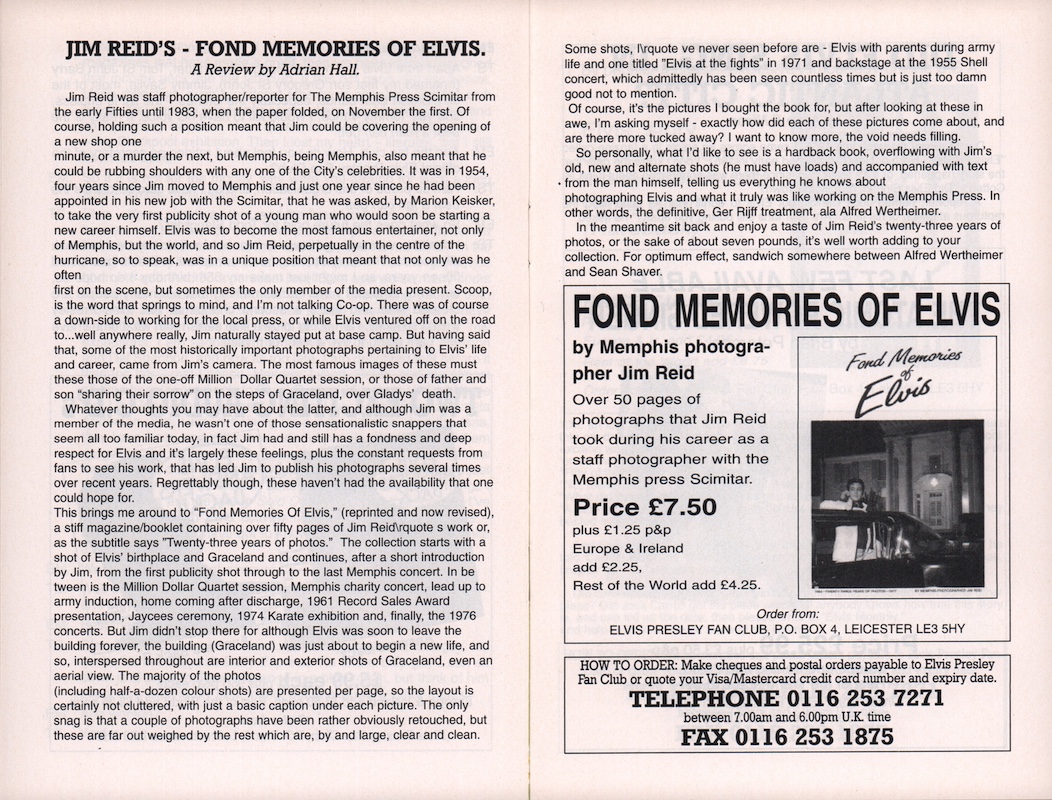 JIM REID'S - FOND MEMORIES OF ELVIS.
A Review by Adrian Hall.
Jim Reid was staff photographer/reporter for The Memphis Press Scimitar from
the early Fifties until 1983, when the paper folded, on November the first. Of
course, holding such a position meant that Jim could be covering the opening of
a new shop one
minute, or a murder the next, but Memphis, being Memphis, also meant that he
could be rubbing shoulders with any one of the City's celebrities. It was in 1954,
four years since Jim moved to Memphis and just one year since he had been
appointed in his new job with the Scimitar, that he was asked, by Marion Keisker,
to take the very first publicity shot of a young man who would soon be starting a
new career himself. Elvis was to become the most famous entertainer, not only
of Memphis, but the world, and so Jim Reid, perpetually in the centre of the
hurricane, so to speak, was in a unique position that meant that not only was he
often
first on the scene, but sometimes the only member of the media present. Scoop,
is the word that springs to mind, and I'm not talking Co-op. There was of course
a down-side to working for the local press, or while Elvis ventured off on the road
to...well anywhere really, Jim naturally stayed put at base camp. But having said
that, some of the most historically important photographs pertaining to Elvis' life
and career, came from Jim's camera. The most famous images of these must
these those of the one-off Million Dollar Quartet session, or those of father and
son "sharing their sorrow" on the steps of Graceland, over Gladys' death.
Whatever thoughts you may have about the latter, and although Jim was a
member of the media, he wasn't one of those sensationalistic snappers that
seem all too familiar today, in fact Jim had and still has a fondness and deep
respect for Elvis and it's largely these feelings, plus the constant requests from
fans to see his work, that has led Jim to publish his photographs several times
over recent years. Regrettably though, these haven't had the availability that one
could hope for.
This brings me around to "Fond Memories Of Elvis," (reprinted and now revised),
a stiff magazine/booklet containing over fifty pages of Jim Reid\rquote s work or,
as the subtitle says "Twenty-three years of photos." The collection starts with a
shot of Elvis' birthplace and Graceland and continues, after a short introduction
by Jim, from the first publicity shot through to the last Memphis concert. In be
tween is the Million Dollar Quartet session, Memphis charity concert, lead up to
army induction, home coming after discharge, 1961 Record Sales Award
presentation, Jaycees ceremony, 1974 Karate exhibition and, finally, the 1976
concerts. But Jim didn't stop there for although Elvis was soon to leave the
building forever, the building (Graceland) was just about to begin a new life, and
so, interspersed throughout are interior and exterior shots of Graceland, even an
aerial view. The majority of the photos
(including half-a-dozen colour shots) are presented per page, so the layout is
certainly not cluttered, with just a basic caption under each picture. The only
snag is that a couple of photographs have been rather obviously retouched, but
these are far out weighed by the rest which are, by and large, clear and clean.
Some shots, I\rquote ve never seen before are - Elvis with parents during army
life and one titled "Elvis at the fights" in 1971 and backstage at the 1955 Shell
concert, which admittedly has been seen countless times but is just too damn
good not to mention.
Of course, it's the pictures I bought the book for, but after looking at these in
awe, I'm asking myself - exactly how did each of these pictures come about, and
are there more tucked away? I want to know more, the void needs filling.
So personally, what I'd like to see is a hardback book, overflowing with Jim's
old, new and alternate shots (he must have loads) and accompanied with text
from the man himself, telling us everything he knows about
photographing Elvis and what it truly was like working on the Memphis Press. In
other words, the definitive, Ger Rijff treatment, ala Alfred Wertheimer.
In the meantime sit back and enjoy a taste of Jim Reid's twenty-three years of
photos, or the sake of about seven pounds, it's well worth adding to your
collection. For optimum effect, sandwich somewhere between Alfred Wertheimer
and Sean Shaver.
FOND MEMORIES OF ELVIS
by Memphis photogra-
pher Jim Reid
Over 50 pages of
photographs that Jim Reid
took during his career as a
staff photographer with the
Memphis press Scimitar.
Price £7.50
plus £1.25 p&p
Europe & Ireland
add £2.25,
Rest of the World add £4.25.
Fond Memories
of
Elvis
Order from:
ELVIS PRESLEY FAN CLUB, P.O. BOX 4, LEICESTER LE3 5HY
HOW TO ORDER: Make cheques and postal orders payable to Elvis Presley
Fan Club or quote your Visa/Mastercard credit card number and expiry date.
TELEPHONE 0116 253 7271
between 7.00am and 6.00pm U.K. time
FAX 0116 253 1875